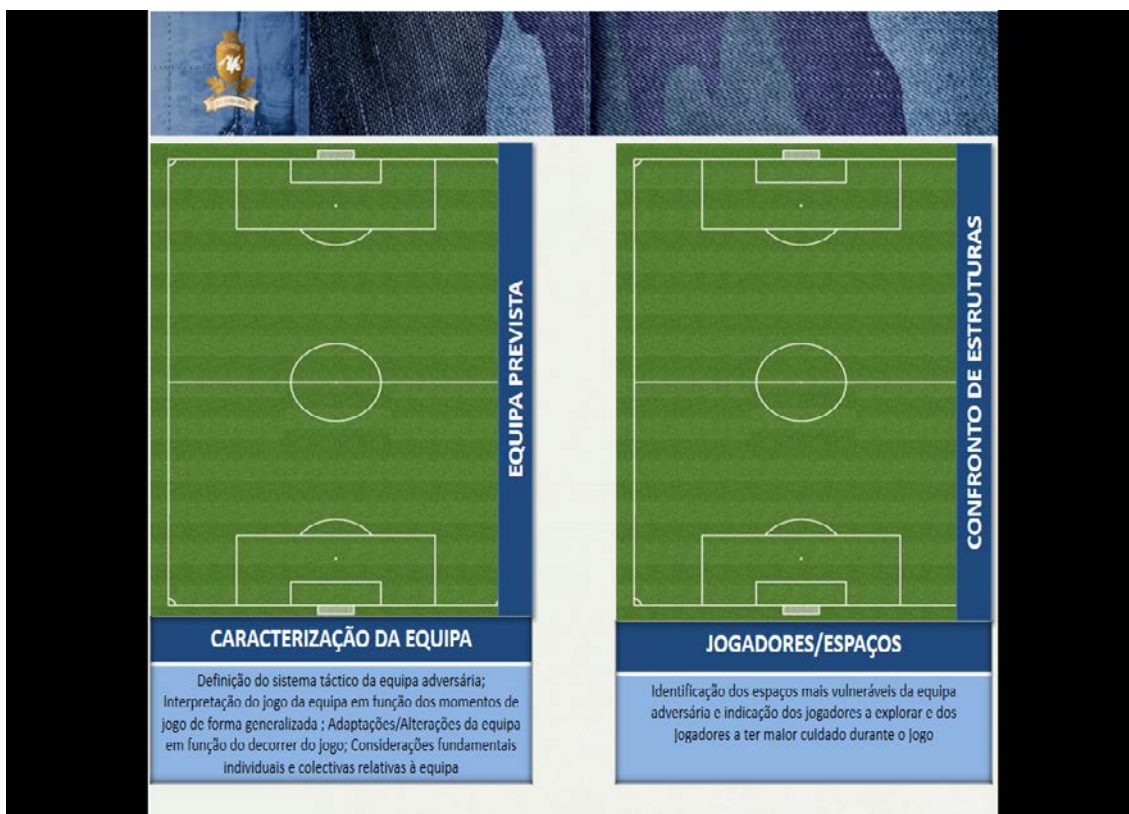 EQUIPA PREVISTA
CARACTERIZAÇÃO DA EQUIPA
Definição do sistema táctico da equipa adversária;
Interpretação do jogo da equipa em função dos momentos de
jogo de forma generalizada ; Adaptações/Alterações da equipa
em função do decorrer do jogo; Considerações fundamentais
individuais e colectivas relativas à equipa
CONFRONTO DE ESTRUTURAS
JOGADORES/ESPAÇOS
Identificação dos espaços mais vulneráveis da equipa
adversária e indicação dos jogadores a explorar e dos
jogadores a ter maior cuidado durante o jogo